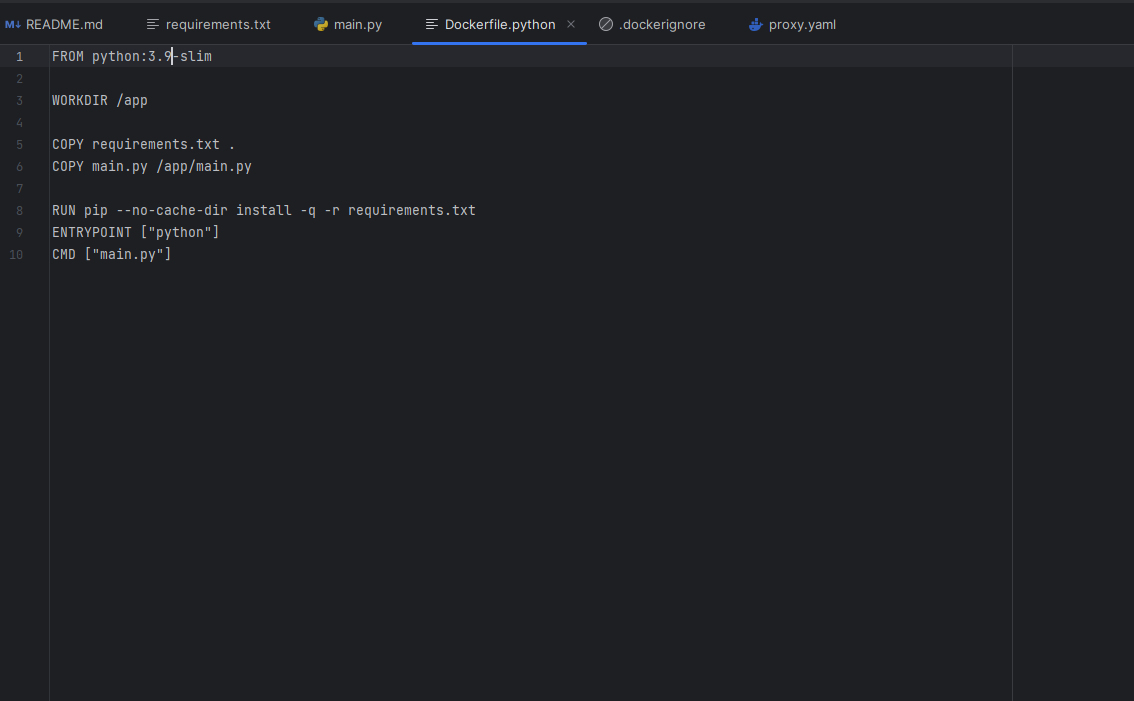 M↓ README.md requirements.txt main.py Dockerfile.python × .dockerignore proxy.yaml
1 FROM python:3.9-slim
2
3 WORKDIR /app
4
5 COPY requirements.txt .
6 COPY main.py /app/main.py
7
8 RUN pip --no-cache-dir install -q -r requirements.txt
9 ENTRYPOINT ["python"]
10 CMD ["main.py"]